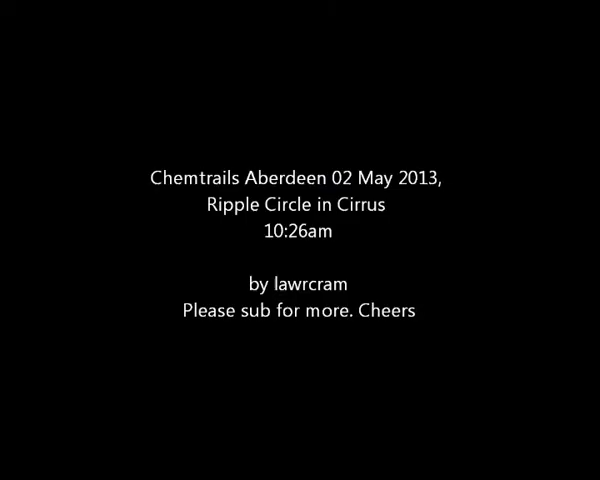 Chemtrails Aberdeen 02 May 2013,
Ripple Circle in Cirrus
10:26am
by lawrcram
Please sub for more. Cheers